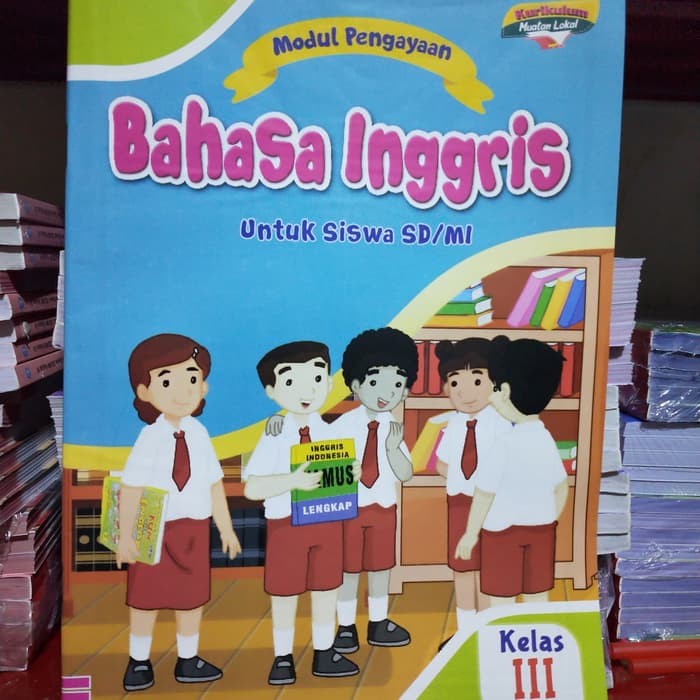 Kurikulum
Muatan Lokal
Modul Pengayaan
Bahasa Inggris
Untuk Siswa SD/MI
INGGRIS
INDONESIA
MUS
LENGKAP
Kelas
III